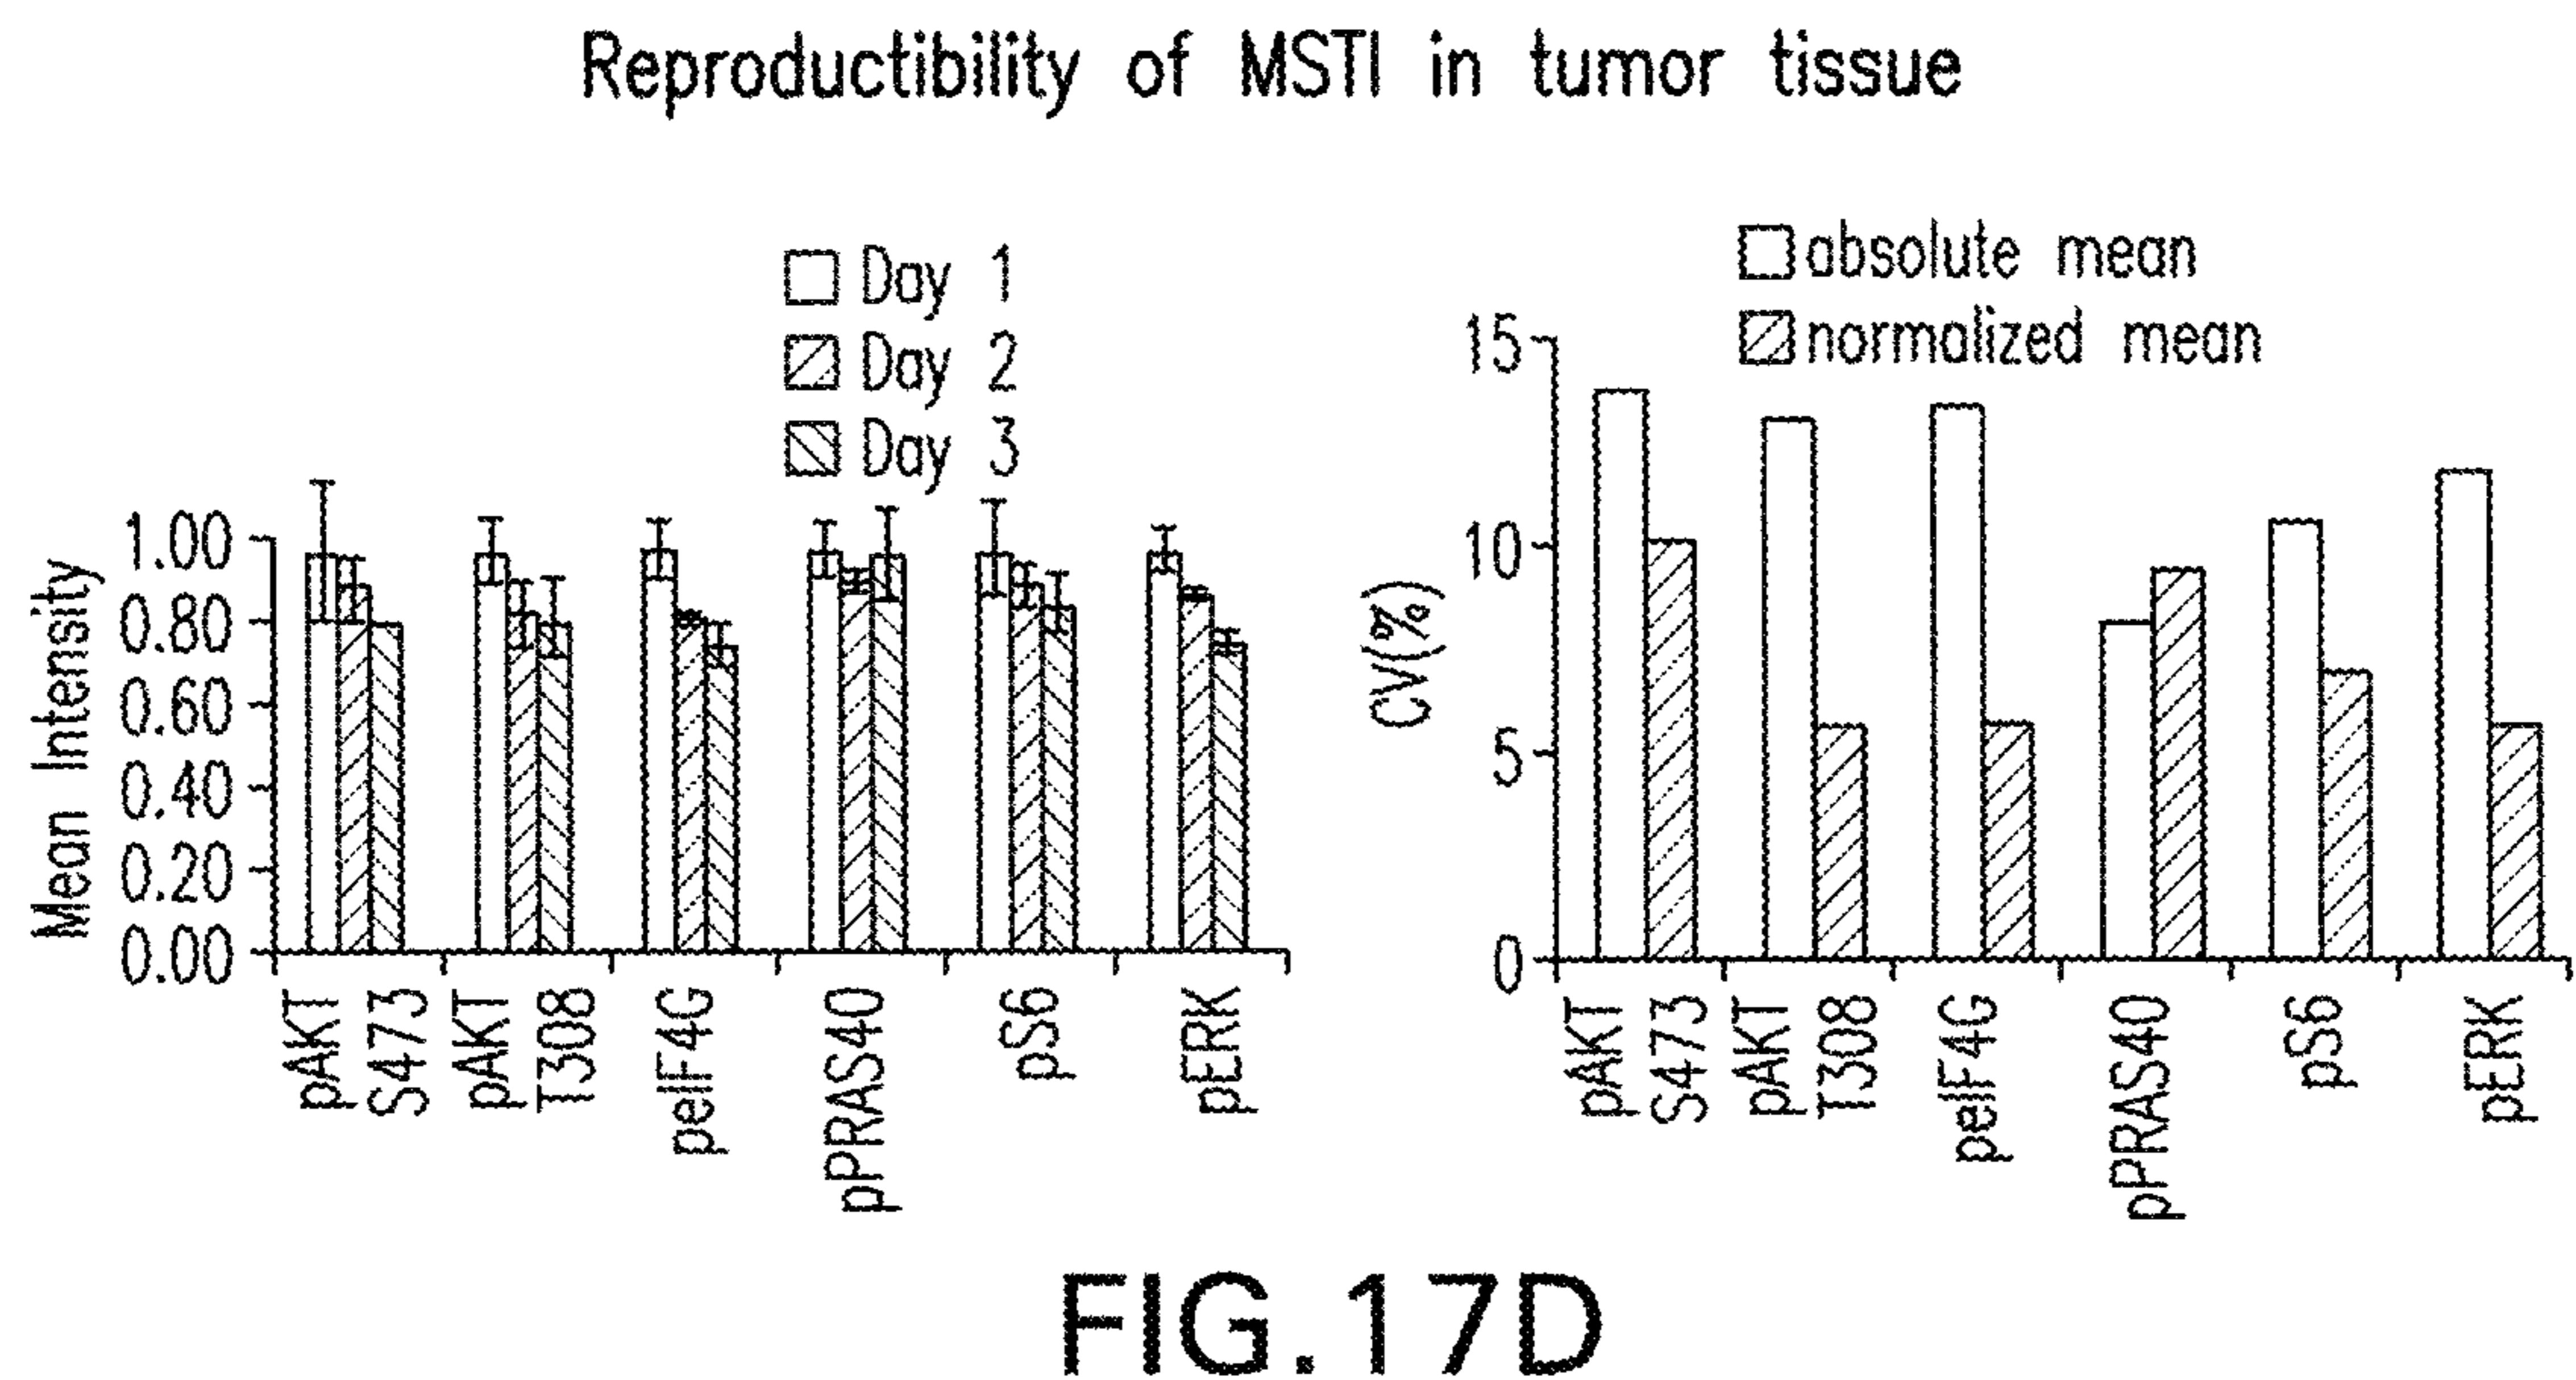 Reproductibility of MSTI in tumor tissue
Day 1
Day 2
Day 3
Mean Intensity
1.00
0.80
0.60
0.40
0.20
0.00
pAKT
S473
pAKT
T308
peIF4G
pPRAS40
pS6
pERK
absolute mean
normalized mean
CV(%)
15
10
5
0
pAKT
S473
pAKT
T308
peIF4G
pPRAS40
pS6
pERK
FIG.17D